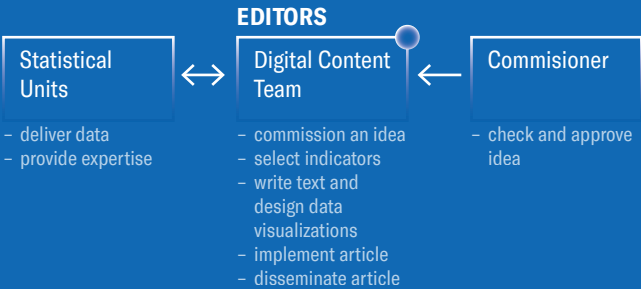 EDITORS
Statistical
Units
– deliver data
– provide expertise
Digital Content
Team
– commission an idea
– select indicators
– write text and
design data
visualizations
– implement article
– disseminate article
Commisioner
– check and approve
idea